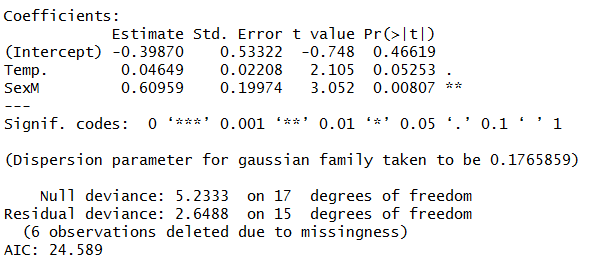 Coefficients:
            Estimate Std. Error t value Pr(>|t|)
(Intercept) -0.39870    0.53322  -0.748  0.46619
Temp.        0.04649    0.02208   2.105  0.05253 .
SexM         0.60959    0.19974   3.052  0.00807 **
---
Signif. codes:  0 ‘***’ 0.001 ‘**’ 0.01 ‘*’ 0.05 ‘.’ 0.1 ‘ ’ 1
(Dispersion parameter for gaussian family taken to be 0.1765859)
    Null deviance: 5.2333  on 17  degrees of freedom
Residual deviance: 2.6488  on 15  degrees of freedom
  (6 observations deleted due to missingness)
AIC: 24.589